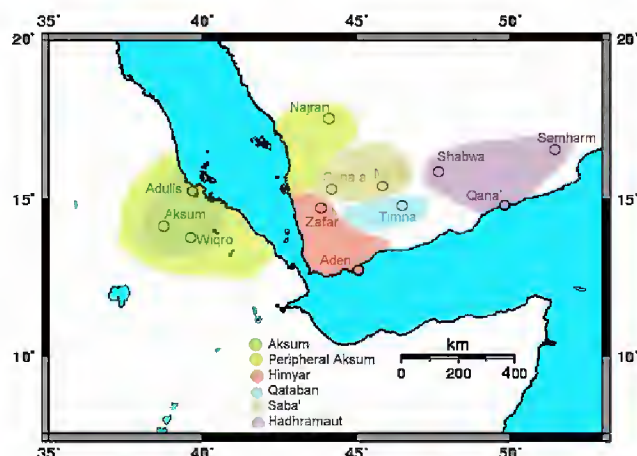 35° 40° 45° 50°
20° 20°
Najran
Semharm
Shabwa
15° Adulis Qana' 15°
Timna
Aksum
Zafar
Wiqro
Aden
km
Aksum
Peripheral Aksum
10° 0 200 400 10°
Himyar
Qataban
Saba'
Hadhramaut
35° 40° 45° 50°